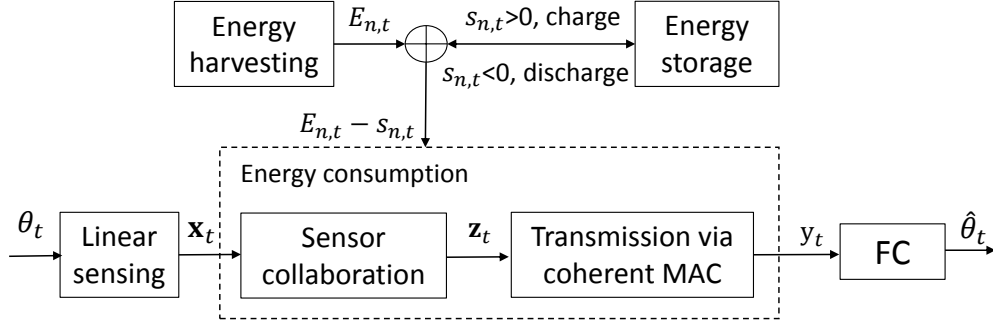 Energy
harvesting
E_{n,t}
s_{n,t}>0, charge
s_{n,t}<0, discharge
Energy
storage
E_{n,t} − s_{n,t}
Energy consumption
θ_t
Linear
sensing
𝐱_t
Sensor
collaboration
𝐳_t
Transmission via
coherent MAC
y_t
FC
θ̂_t